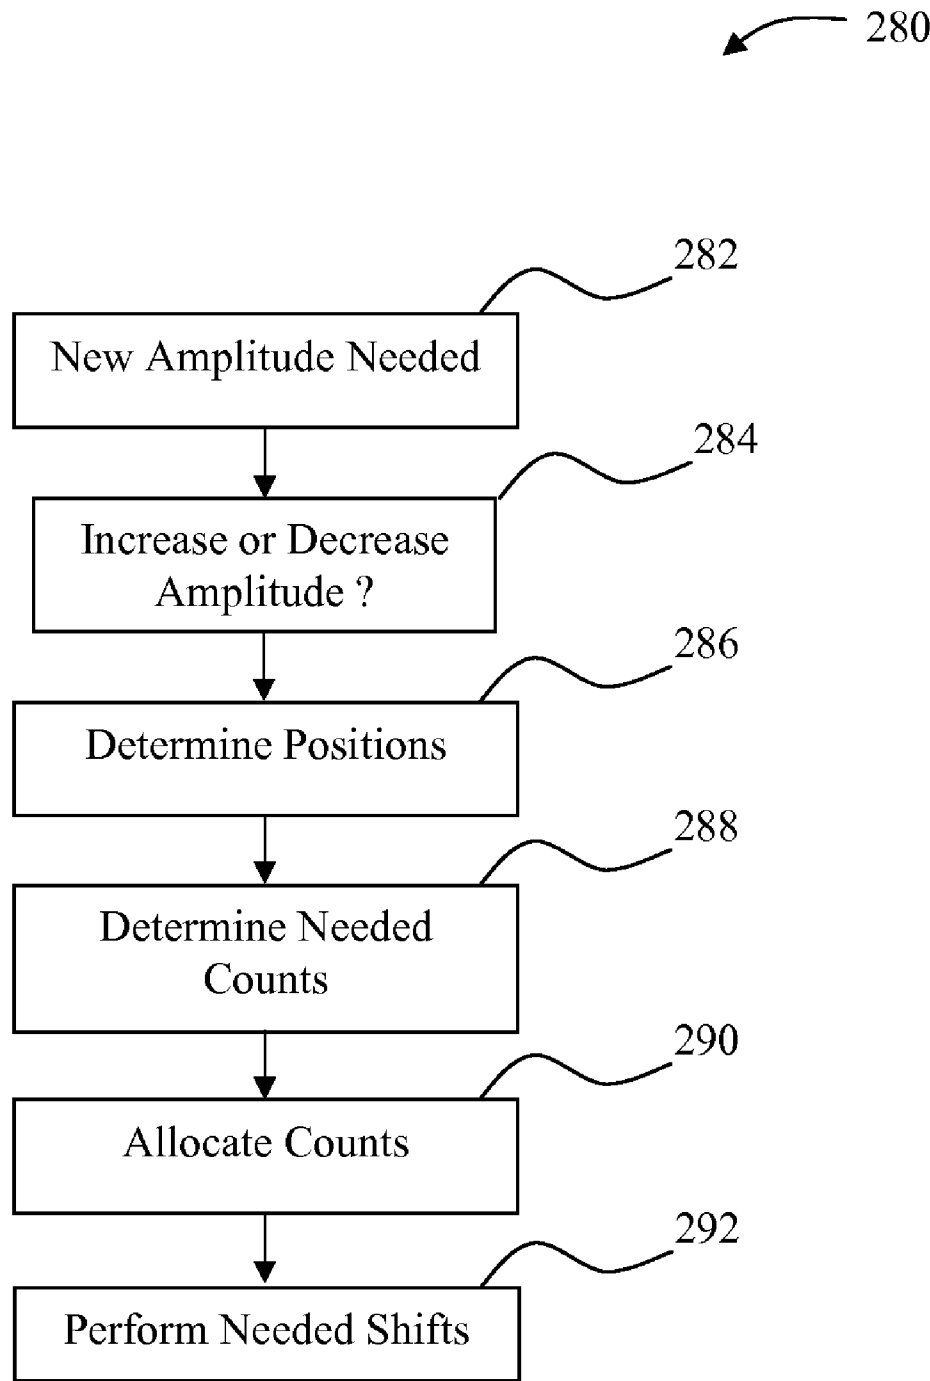 280
282
New Amplitude Needed
284
Increase or Decrease
Amplitude ?
286
Determine Positions
288
Determine Needed
Counts
290
Allocate Counts
292
Perform Needed Shifts